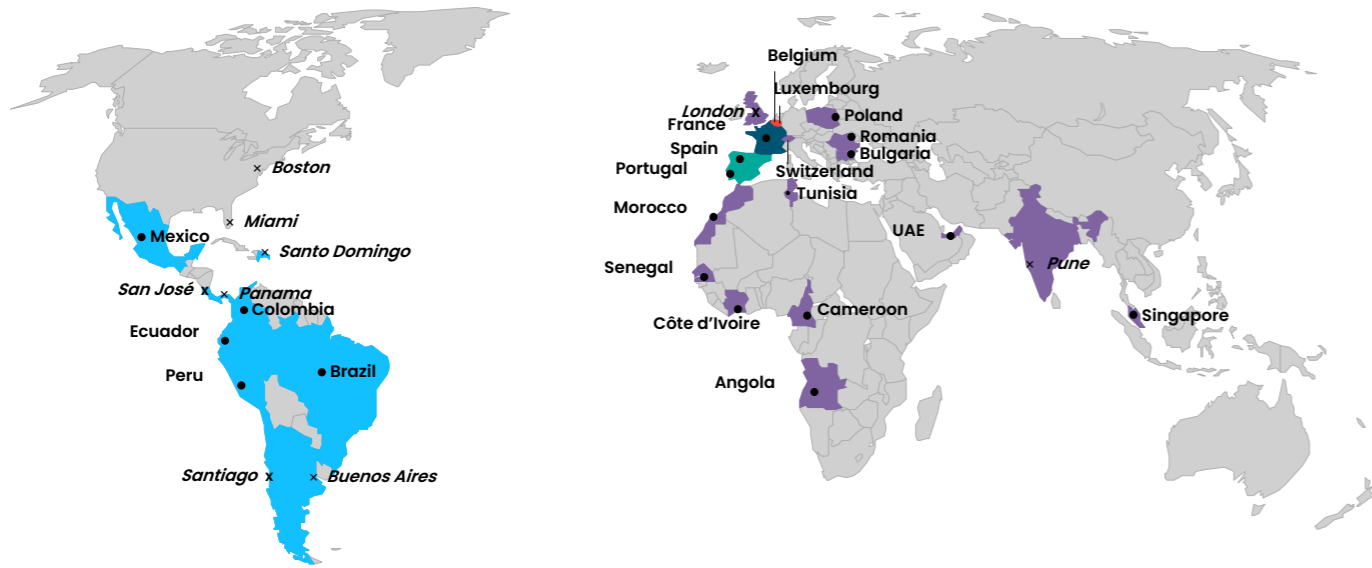 Boston
Miami
Mexico
Santo Domingo
San José
Panama
Colombia
Ecuador
Peru
Brazil
Santiago
Buenos Aires
Belgium
Luxembourg
London
France
Poland
Romania
Spain
Bulgaria
Portugal
Switzerland
Tunisia
Morocco
UAE
Senegal
Pune
Côte d’Ivoire
Cameroon
Singapore
Angola